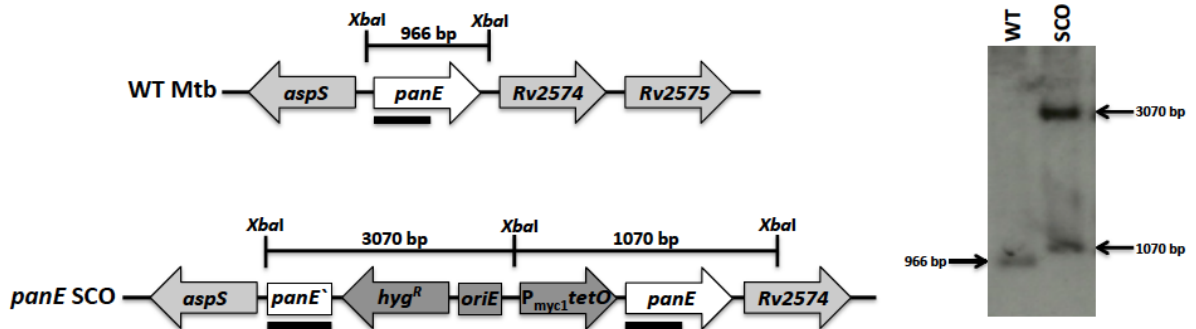 XbaI XbaI
966 bp
WT Mtb aspS panE Rv2574 Rv2575
XbaI XbaI XbaI
3070 bp 1070 bp
panE SCO aspS panE` hygR oriE Pmyc1tetO panE Rv2574
WT SCO
3070 bp
966 bp
1070 bp